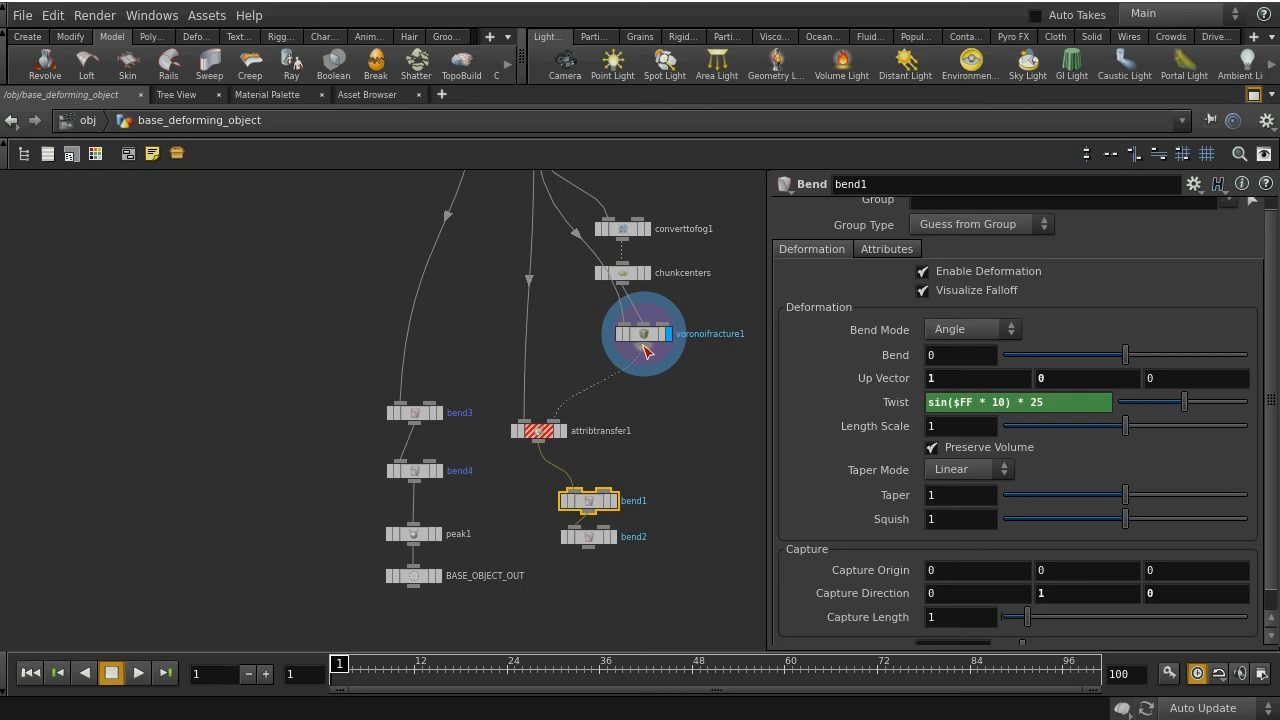 File Edit Render Windows Assets Help Auto Takes Main
Create Modify Model Poly... Defo... Text... Rigg... Char... Anim... Hair Groo... Light... Parti... Grains Rigid... Parti... Visco... Ocean... Fluid... Popul... Conta... Pyro FX Cloth Solid Wires Crowds Drive...
Revolve Loft Skin Rails Sweep Creep Ray Boolean Break Shatter TopoBuild C Camera Point Light Spot Light Area Light Geometry L... Volume Light Distant Light Environmen... Sky Light GI Light Caustic Light Portal Light Ambient Li
/obj/base_deforming_object Tree View Material Palette Asset Browser
obj base_deforming_object
Bend bend1
Group
Group Type Guess from Group
Deformation Attributes
Enable Deformation
Visualize Falloff
Deformation
Bend Mode Angle
Bend 0
Up Vector 1 0 0
Twist sin($FF * 10) * 25
Length Scale 1
Preserve Volume
Taper Mode Linear
Taper 1
Squish 1
Capture
Capture Origin 0 0 0
Capture Direction 0 1 0
Capture Length 1
converttofog1
chunkcenters
voronoifracture1
bend3
attribtransfer1
bend4
bend1
peak1
bend2
BASE_OBJECT_OUT
1 1 1 12 24 36 48 60 72 84 96 100
Auto Update